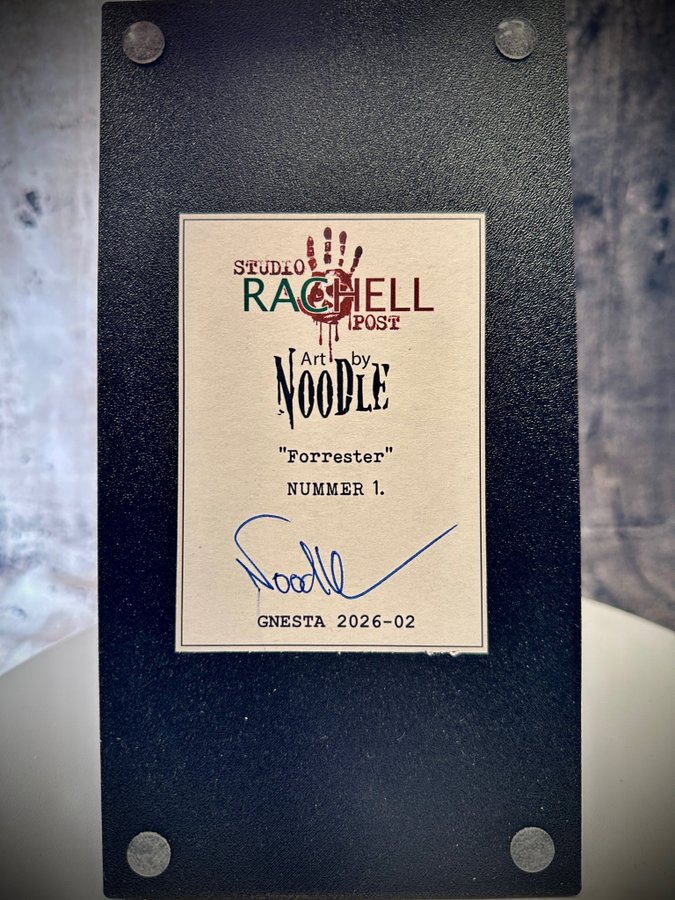 STUDIO
RACHELL
POST
Art by
NOODLE
"Forrester"
NUMMER 1.
Noodle
GNESTA 2026-02